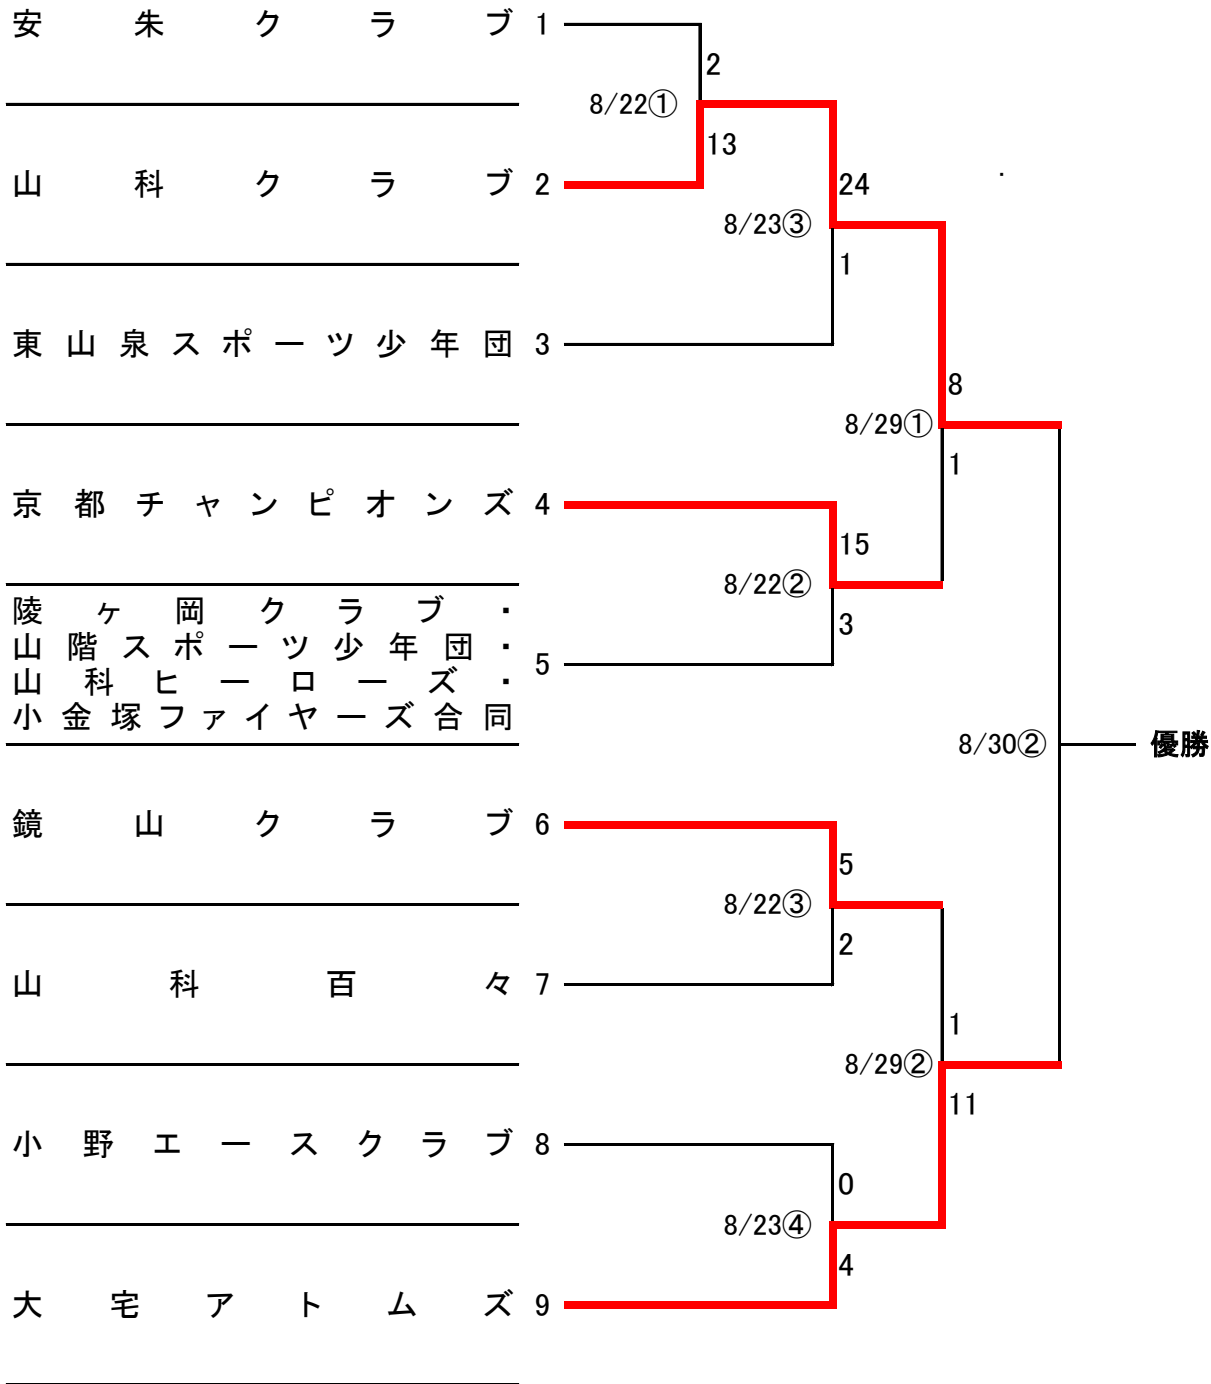 安朱クラブ 1
2
8/22①
13
山科クラブ 2
24
8/23③
1
東山泉スポーツ少年団 3
8
8/29①
1
京都チャンピオンズ 4
15
8/22②
3
陵ヶ岡クラブ・
山階スポーツ少年団・
山科ヒーローズ・
小金塚ファイヤーズ合同
5
8/30②
優勝
鏡山クラブ 6
5
8/22③
2
山科百々 7
1
8/29②
11
小野エースクラブ 8
0
8/23④
4
大宅アトムズ 9